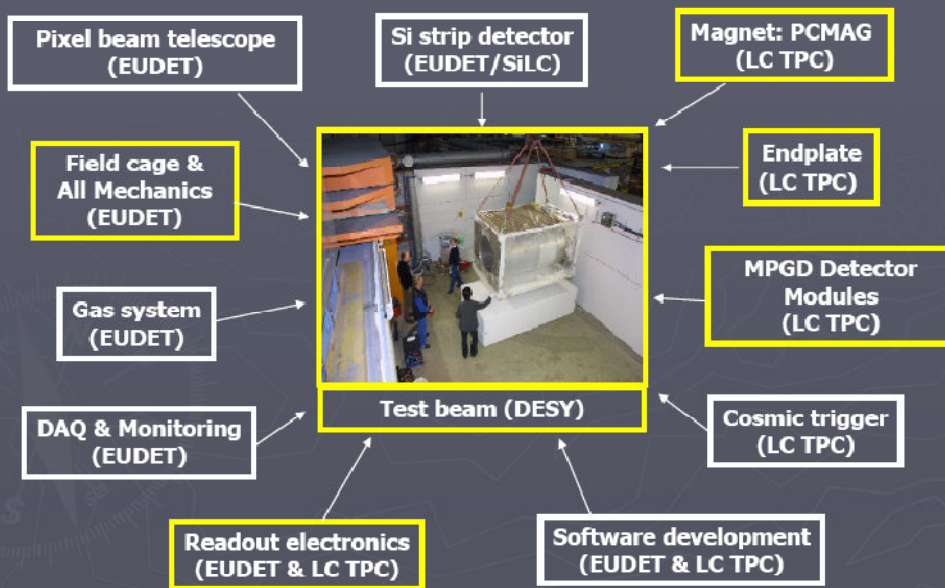 Pixel beam telescope
(EUDET)
Si strip detector
(EUDET/SiLC)
Magnet: PCMAG
(LC TPC)
Field cage &
All Mechanics
(EUDET)
Endplate
(LC TPC)
Gas system
(EUDET)
MPGD Detector
Modules
(LC TPC)
Test beam (DESY)
DAQ & Monitoring
(EUDET)
Cosmic trigger
(LC TPC)
Readout electronics
(EUDET & LC TPC)
Software development
(EUDET & LC TPC)